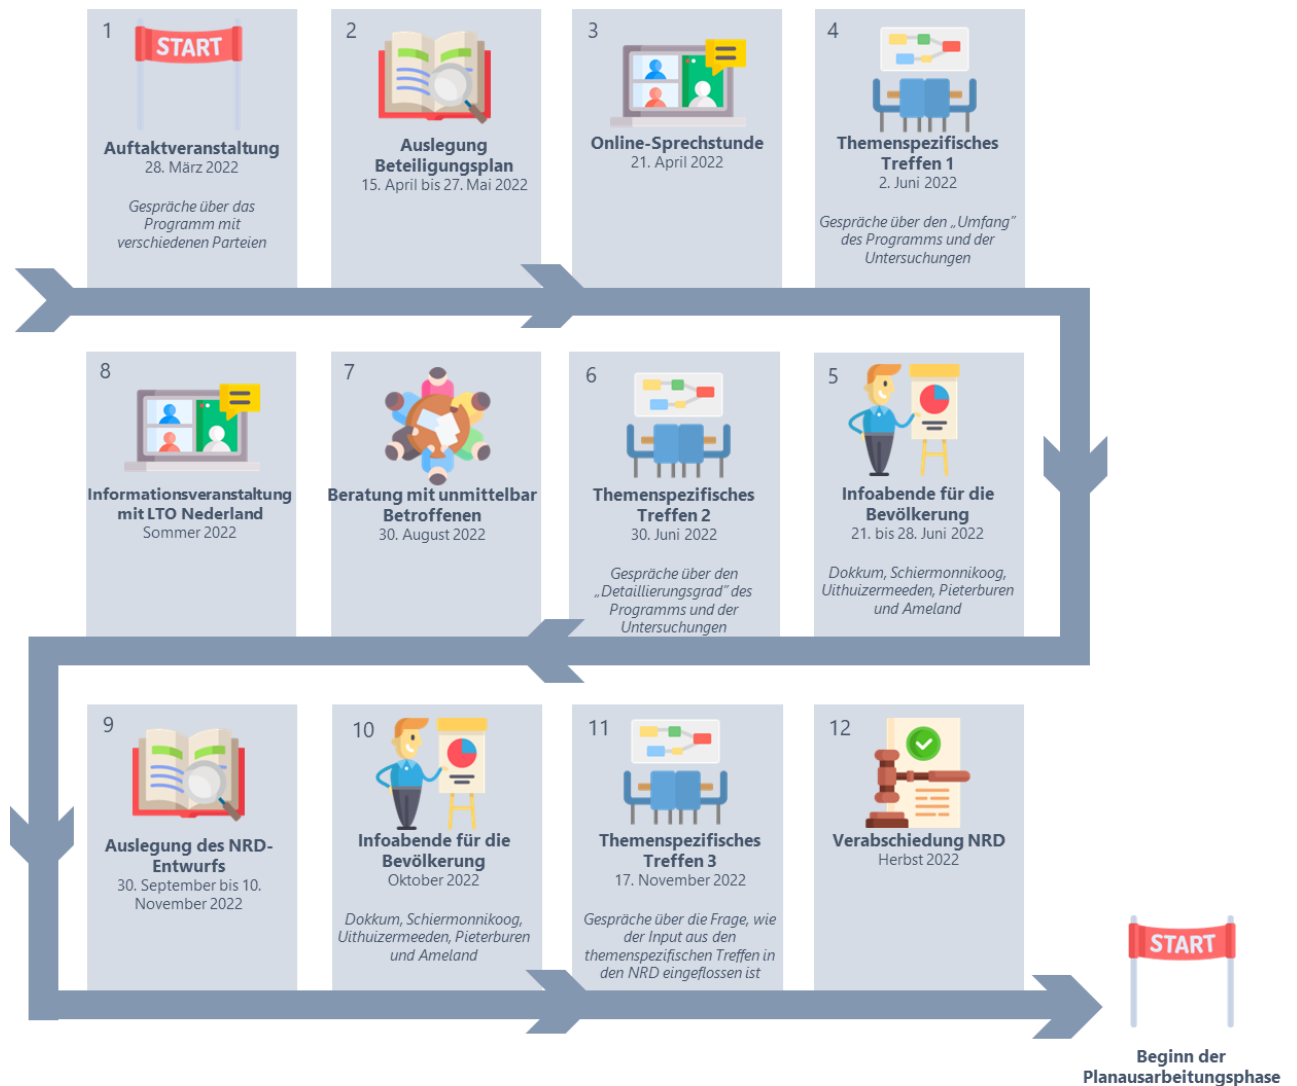 1
START
Auftaktveranstaltung
28. März 2022
Gespräche über das
Programm mit
verschiedenen Parteien
2
Auslegung
Beteiligungsplan
15. April bis 27. Mai 2022
3
Online-Sprechstunde
21. April 2022
4
Themenspezifisches
Treffen 1
2. Juni 2022
Gespräche über den „Umfang"
des Programms und der
Untersuchungen
5
Infoabende für die
Bevölkerung
21. bis 28. Juni 2022
Dokkum, Schiermonnikoog,
Uithuizermeeden, Pieterburen
und Ameland
6
Themenspezifisches
Treffen 2
30. Juni 2022
Gespräche über den
„Detaillierungsgrad" des
Programms und der
Untersuchungen
7
Beratung mit unmittelbar
Betroffenen
30. August 2022
8
Informationsveranstaltung
mit LTO Nederland
Sommer 2022
9
Auslegung des NRD-
Entwurfs
30. September bis 10.
November 2022
10
Infoabende für die
Bevölkerung
Oktober 2022
Dokkum, Schiermonnikoog,
Uithuizermeeden, Pieterburen
und Ameland
11
Themenspezifisches
Treffen 3
17. November 2022
Gespräche über die Frage, wie
der Input aus den
themenspezifischen Treffen in
den NRD eingeflossen ist
12
Verabschiedung NRD
Herbst 2022
START
Beginn der
Planausarbeitungsphase